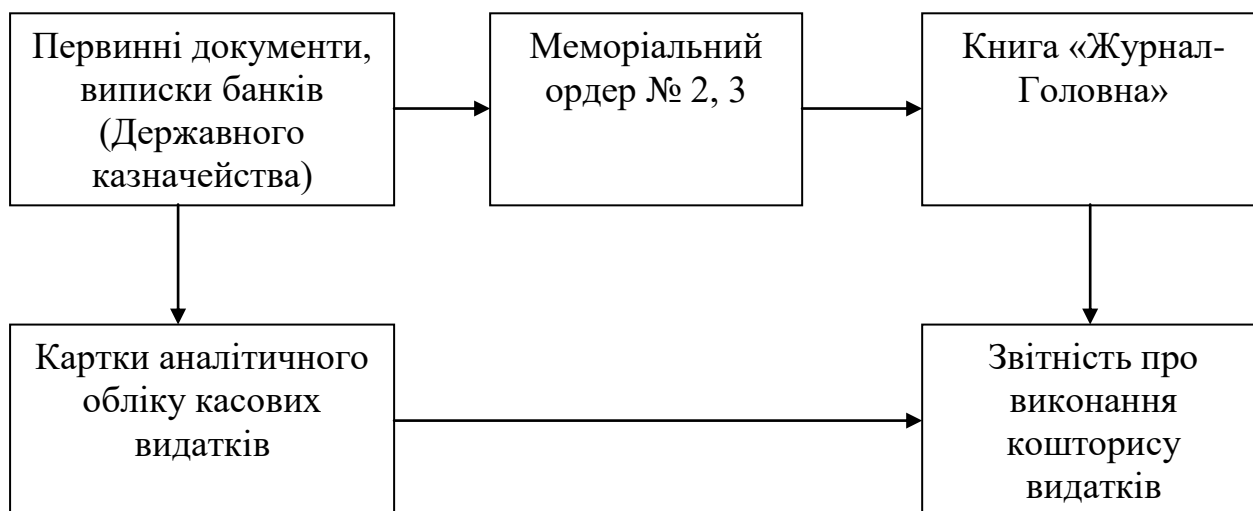 Первинні документи,
виписки банків
(Державного
казначейства)
Меморіальний
ордер № 2, 3
Книга «Журнал-
Головна»
Картки аналітичного
обліку касових
видатків
Звітність про
виконання
кошторису
видатків